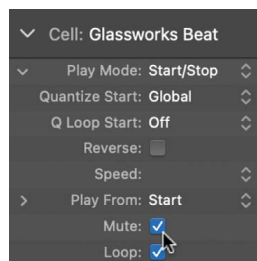 Cell: Glassworks Beat
Play Mode: Start/Stop
Quantize Start: Global
Q Loop Start: Off
Reverse:
Speed:
Play From: Start
Mute:
Loop: